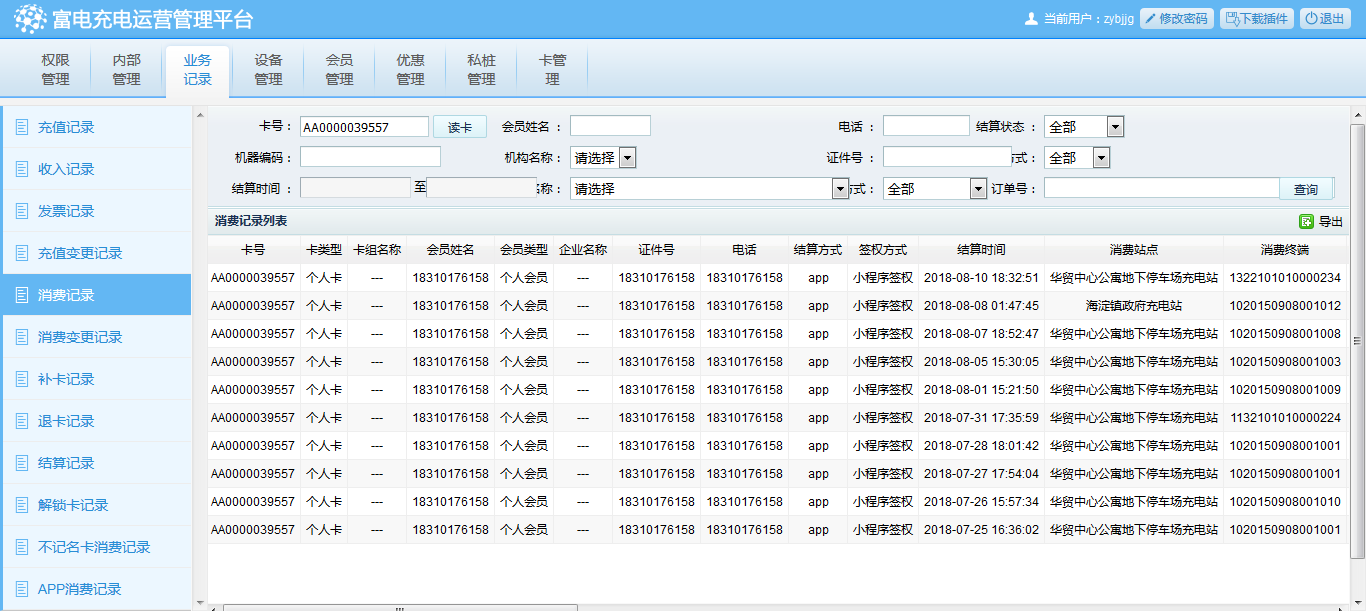 富电充电运营管理平台
当前用户：zybjjg 修改密码 下载插件 退出
权限管理 内部管理 业务记录 设备管理 会员管理 优惠管理 私桩管理 卡管理
充值记录
收入记录
发票记录
充值变更记录
消费记录
消费变更记录
补卡记录
退卡记录
结算记录
解锁卡记录
不记名卡消费记录
APP消费记录
卡号： AA0000039557 读卡 会员姓名： 电话： 结算状态： 全部
机器编码： 机构名称： 请选择 证件号： 方式： 全部
结算时间： 至 名称： 请选择 方式： 全部 订单号： 查询
消费记录列表 导出
卡号 卡类型 卡组名称 会员姓名 会员类型 企业名称 证件号 电话 结算方式 签权方式 结算时间 消费站点 消费终端
AA0000039557 个人卡 --- 18310176158 个人会员 --- 18310176158 18310176158 app 小程序签权 2018-08-10 18:32:51 华贸中心公寓地下停车场充电站 1322101010000234
AA0000039557 个人卡 --- 18310176158 个人会员 --- 18310176158 18310176158 app 小程序签权 2018-08-08 01:47:45 海淀镇政府充电站 1020150908001012
AA0000039557 个人卡 --- 18310176158 个人会员 --- 18310176158 18310176158 app 小程序签权 2018-08-07 18:52:47 华贸中心公寓地下停车场充电站 1020150908001008
AA0000039557 个人卡 --- 18310176158 个人会员 --- 18310176158 18310176158 app 小程序签权 2018-08-05 15:30:05 华贸中心公寓地下停车场充电站 1020150908001003
AA0000039557 个人卡 --- 18310176158 个人会员 --- 18310176158 18310176158 app 小程序签权 2018-08-01 15:21:50 华贸中心公寓地下停车场充电站 1020150908001009
AA0000039557 个人卡 --- 18310176158 个人会员 --- 18310176158 18310176158 app 小程序签权 2018-07-31 17:35:59 华贸中心公寓地下停车场充电站 1132101010000224
AA0000039557 个人卡 --- 18310176158 个人会员 --- 18310176158 18310176158 app 小程序签权 2018-07-28 18:01:42 华贸中心公寓地下停车场充电站 1020150908001001
AA0000039557 个人卡 --- 18310176158 个人会员 --- 18310176158 18310176158 app 小程序签权 2018-07-27 17:54:04 华贸中心公寓地下停车场充电站 1020150908001001
AA0000039557 个人卡 --- 18310176158 个人会员 --- 18310176158 18310176158 app 小程序签权 2018-07-26 15:57:34 华贸中心公寓地下停车场充电站 1020150908001010
AA0000039557 个人卡 --- 18310176158 个人会员 --- 18310176158 18310176158 app 小程序签权 2018-07-25 16:36:02 华贸中心公寓地下停车场充电站 1020150908001001